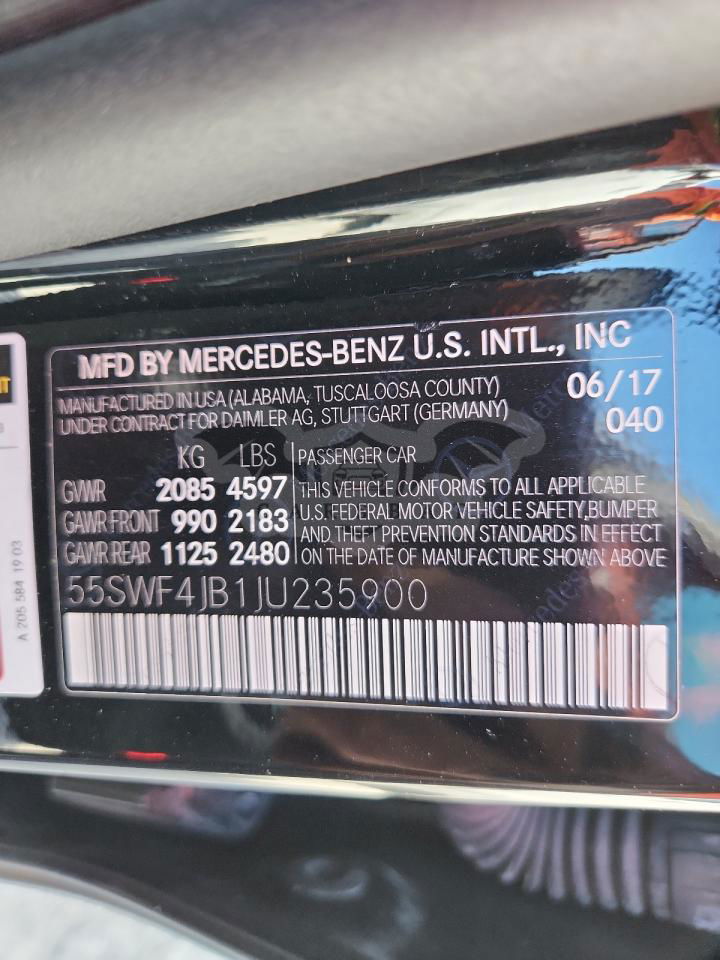 MFD BY MERCEDES-BENZ U.S. INTL., INC
MANUFACTURED IN USA (ALABAMA, TUSCALOOSA COUNTY) 06/17
UNDER CONTRACT FOR DAIMLER AG, STUTTGART (GERMANY) 040
KG LBS PASSENGER CAR
GVWR 2085 4597 THIS VEHICLE CONFORMS TO ALL APPLICABLE
GAWR FRONT 990 2183 U.S. FEDERAL MOTOR VEHICLE SAFETY, BUMPER
GAWR REAR 1125 2480 AND THEFT PREVENTION STANDARDS IN EFFECT
ON THE DATE OF MANUFACTURE SHOWN ABOVE
55SWF4JB1JU235900
A 205 584 19 03